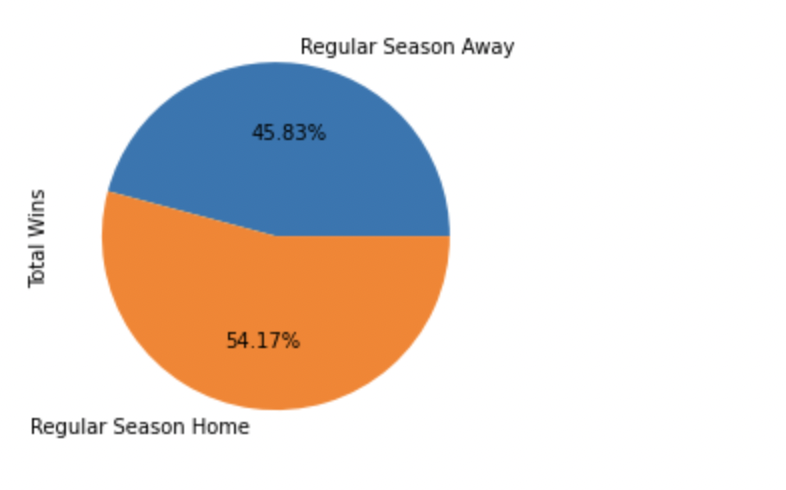 Regular Season Away
45.83%
Total Wins
54.17%
Regular Season Home